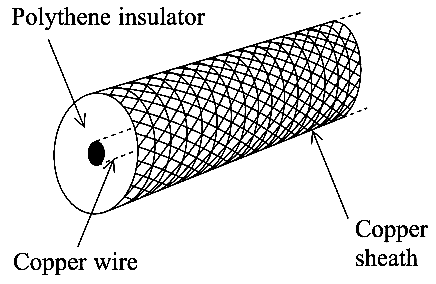 Polythene insulator
Copper wire
Copper
sheath